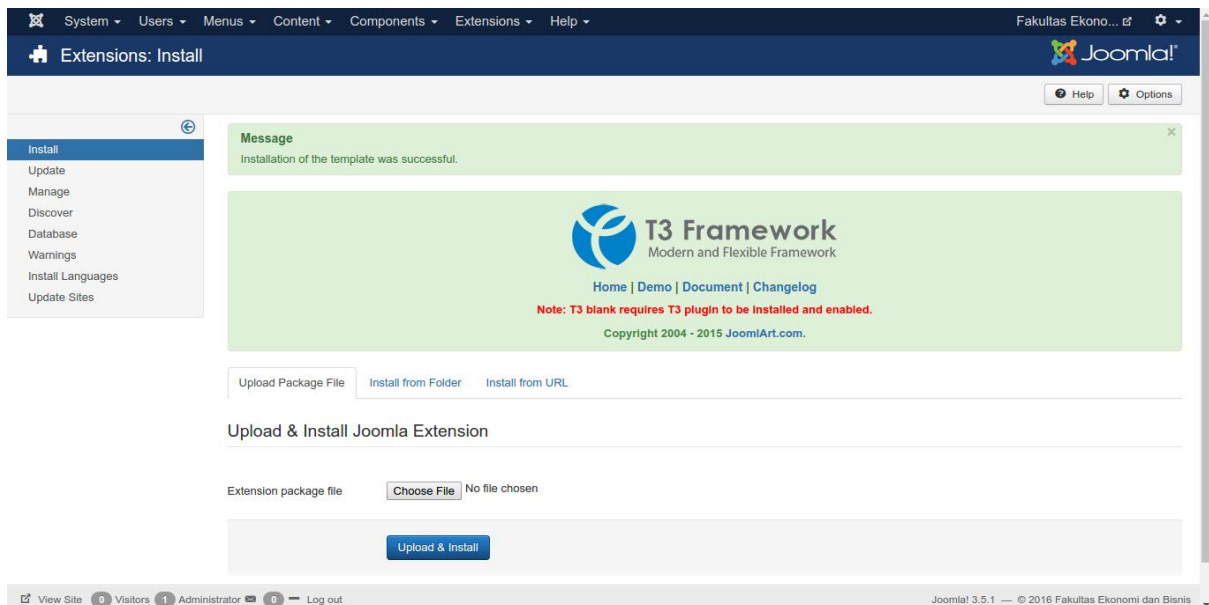 System Users Menus Content Components Extensions Help Fakultas Ekono...
Extensions: Install Joomla!®
Help Options
Install
Update
Manage
Discover
Database
Warnings
Install Languages
Update Sites
Message
Installation of the template was successful.
T3 Framework
Modern and Flexible Framework
Home | Demo | Document | Changelog
Note: T3 blank requires T3 plugin to be installed and enabled.
Copyright 2004 - 2015 JoomlArt.com.
Upload Package File Install from Folder Install from URL
Upload & Install Joomla Extension
Extension package file Choose File No file chosen
Upload & Install
View Site 0 Visitors 1 Administrator 0 Log out Joomla! 3.5.1 — © 2016 Fakultas Ekonomi dan Bisnis